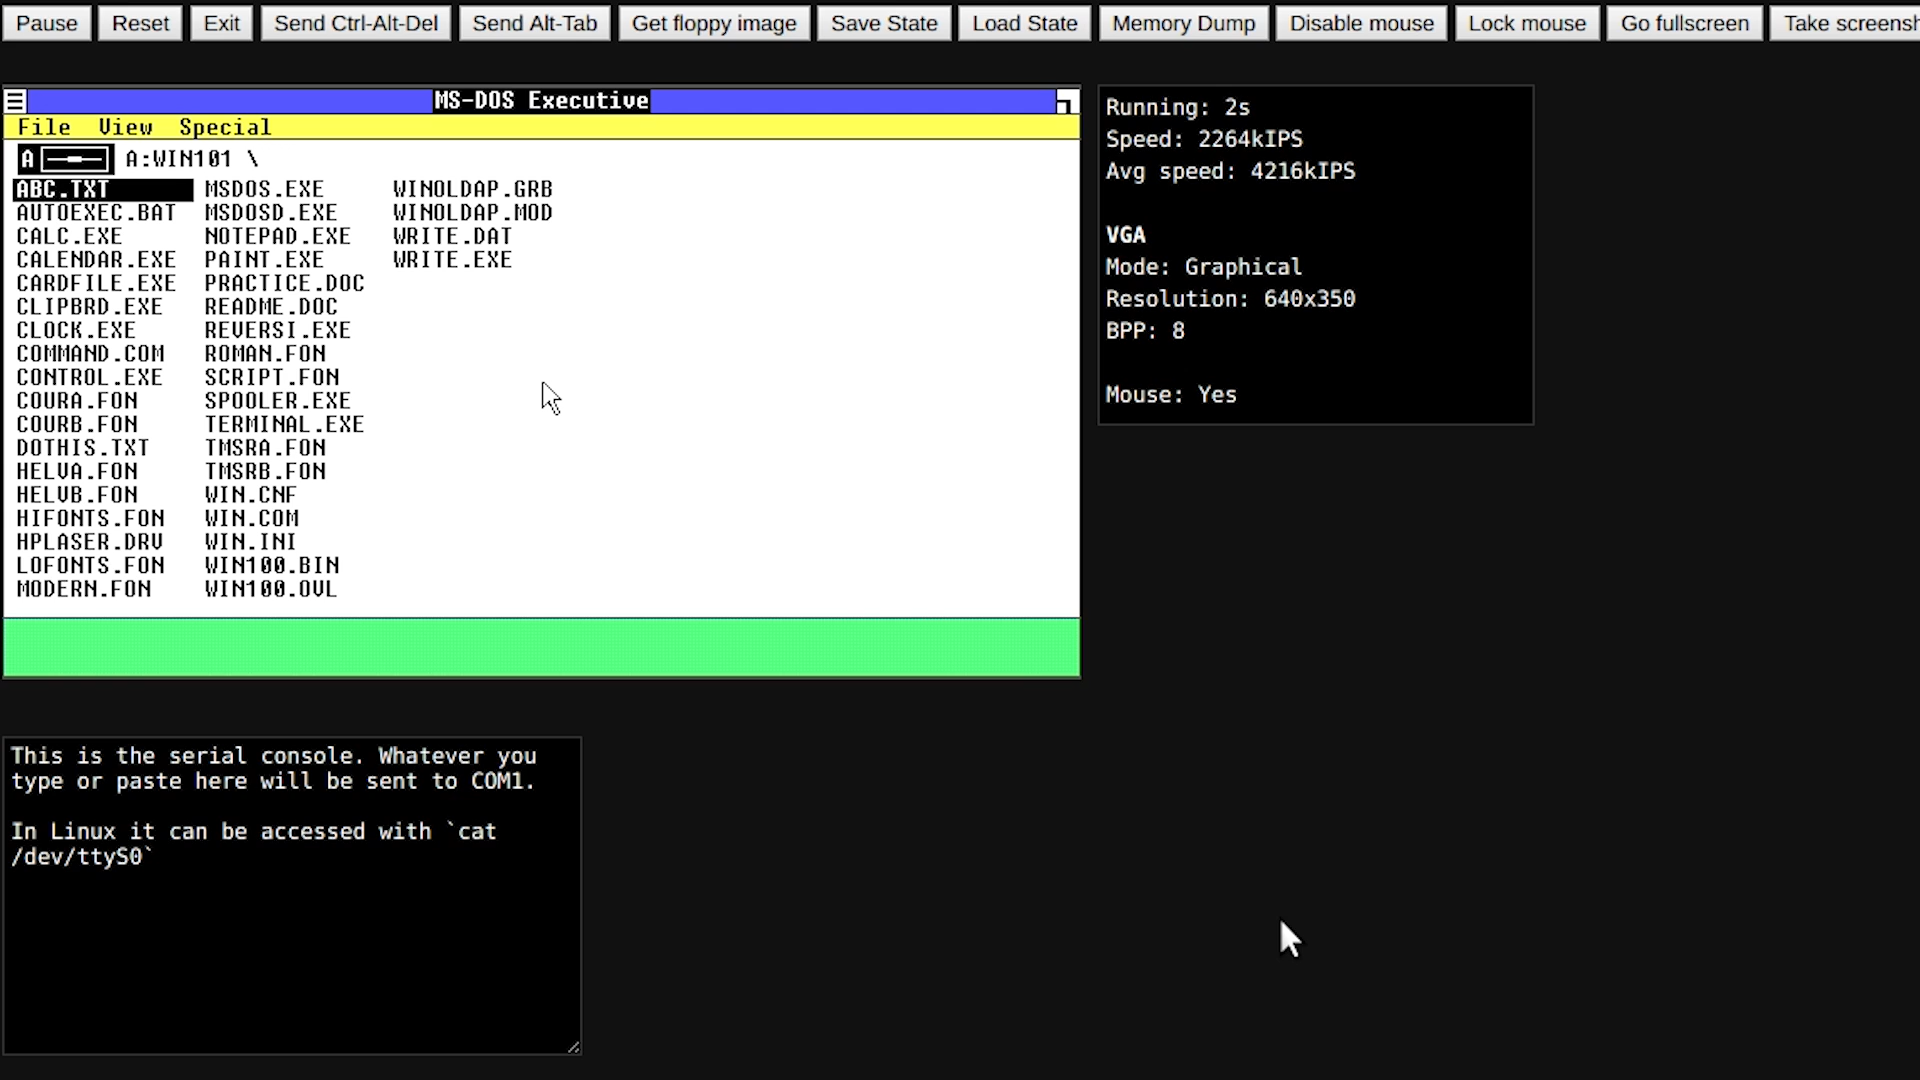 Pause Reset Exit Send Ctrl-Alt-Del Send Alt-Tab Get floppy image Save State Load State Memory Dump Disable mouse Lock mouse Go fullscreen Take
MS-DOS Executive
File View Special
A A:WIN101 \
ABC.TXT MSDOS.EXE WINOLDAP.GRB
AUTOEXEC.BAT MSDOSD.EXE WINOLDAP.MOD
CALC.EXE NOTEPAD.EXE WRITE.DAT
CALENDAR.EXE PAINT.EXE WRITE.EXE
CARDFILE.EXE PRACTICE.DOC
CLIPBRD.EXE README.DOC
CLOCK.EXE REVERSI.EXE
COMMAND.COM ROMAN.FON
CONTROL.EXE SCRIPT.FON
COURA.FON SPOOLER.EXE
COURB.FON TERMINAL.EXE
DOTHIS.TXT TMSRA.FON
HELVA.FON TMSRB.FON
HELVB.FON WIN.CNF
HIFONTS.FON WIN.COM
HPLASER.DRV WIN.INI
LOFONTS.FON WIN100.BIN
MODERN.FON WIN100.OVL
Running: 2s
Speed: 2264kIPS
Avg speed: 4216kIPS
VGA
Mode: Graphical
Resolution: 640x350
BPP: 8
Mouse: Yes
This is the serial console. Whatever you
type or paste here will be sent to COM1.
In Linux it can be accessed with `cat
/dev/ttyS0`